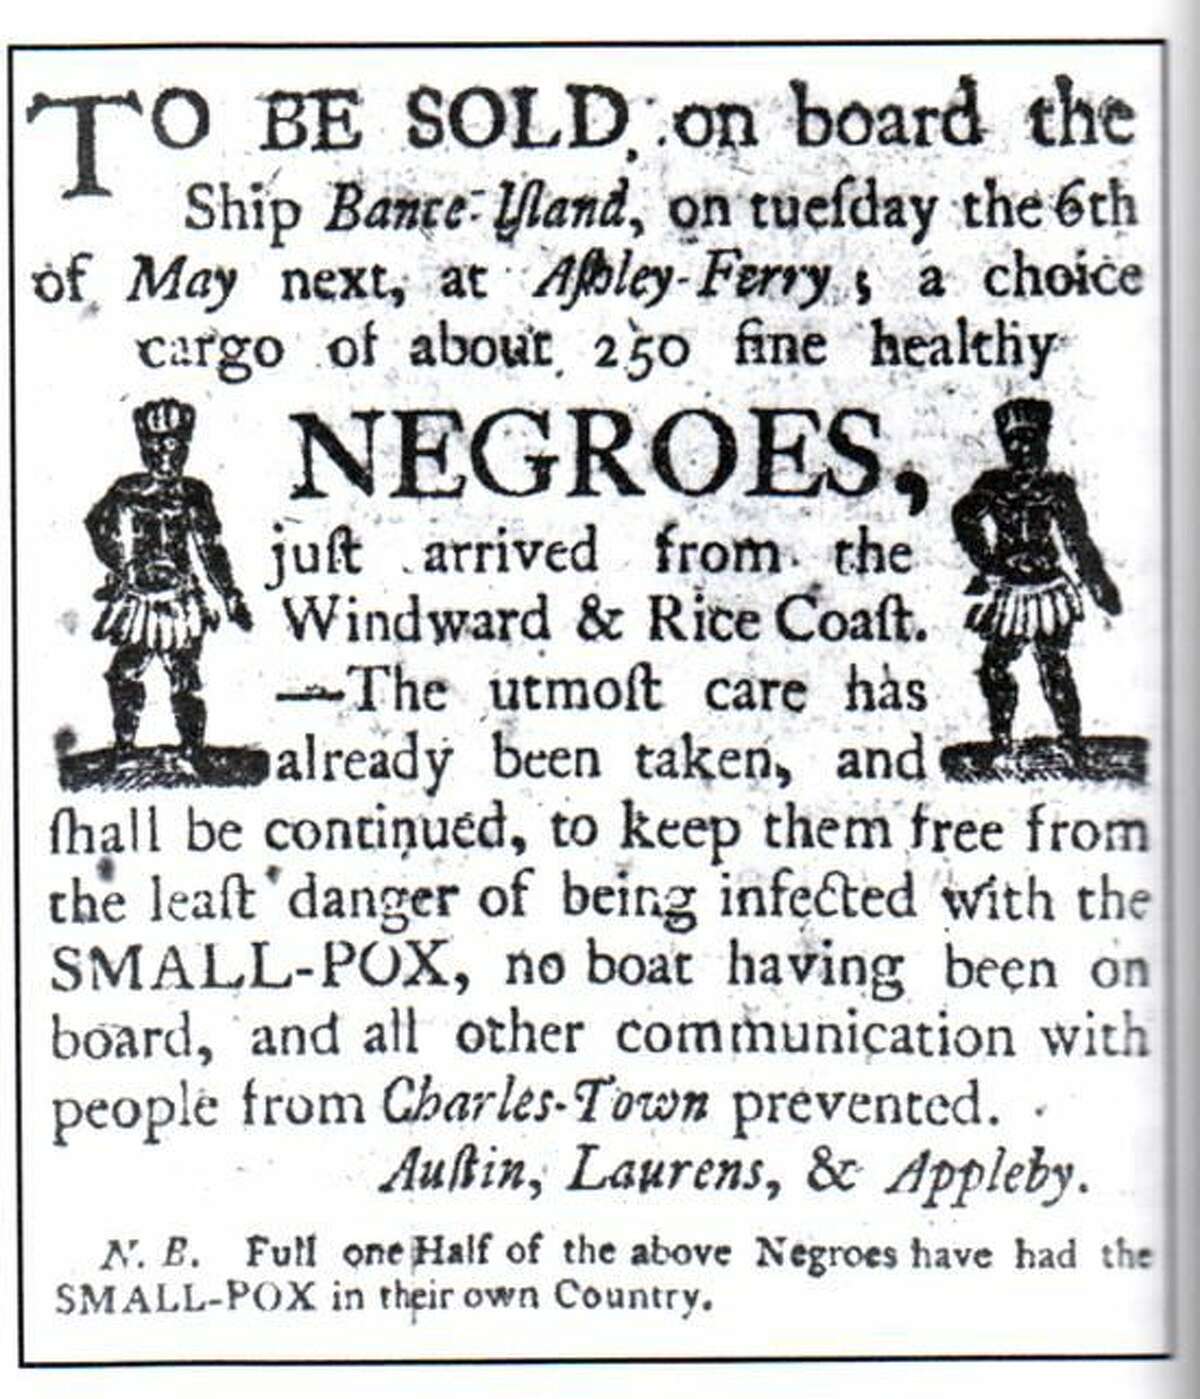 TO BE SOLD, on board the
Ship Bance-Iſland, on tueſday the 6th
of May next, at Aſhley-Ferry; a choice
cargo of about 250 fine healthy
NEGROES,
juſt arrived from the
Windward & Rice Coaſt.
—The utmoſt care has
already been taken, and
ſhall be continued, to keep them free from
the leaſt danger of being infected with the
SMALL-POX, no boat having been on
board, and all other communication with
people from Charles-Town prevented.
Auſtin, Laurens, & Appleby.
N. B. Full one Half of the above Negroes have had the
SMALL-POX in their own Country.